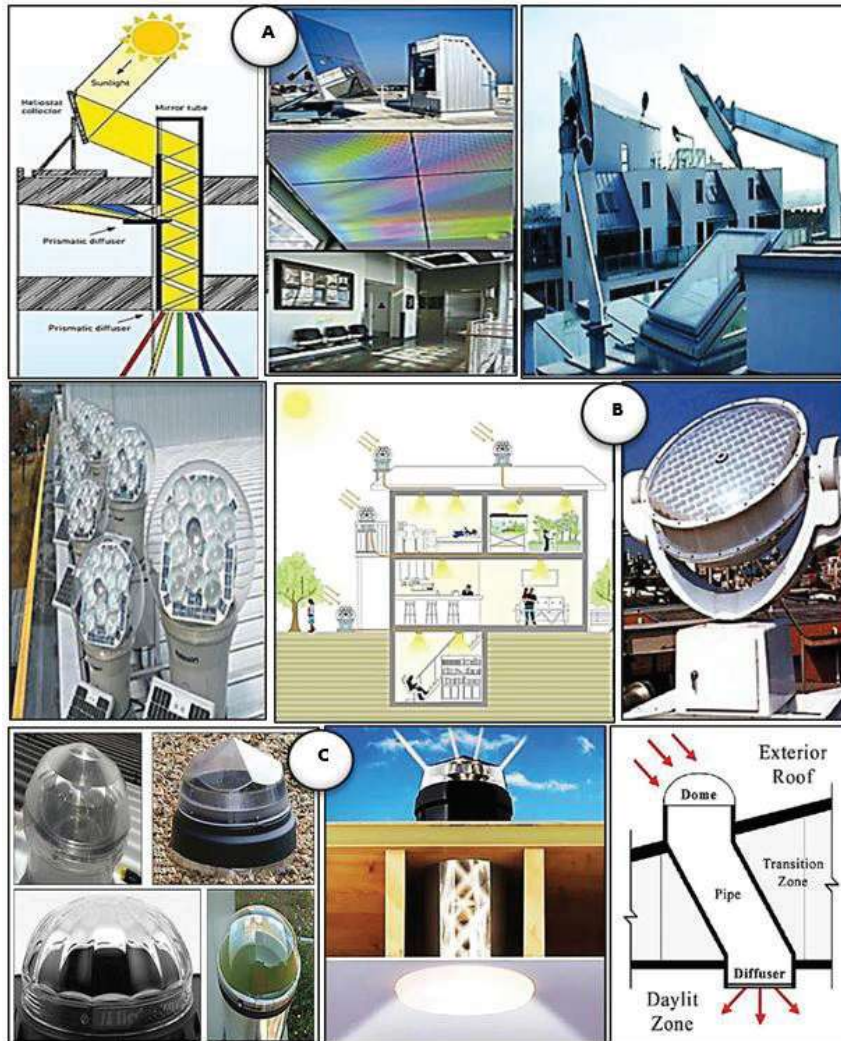 A
Sunlight
Heliostat
collector
Mirror tube
Prismatic diffuser
Prismatic diffuser
B
C
Exterior
Roof
Dome
Transition
Zone
Pipe
Diffuser
Daylit
Zone